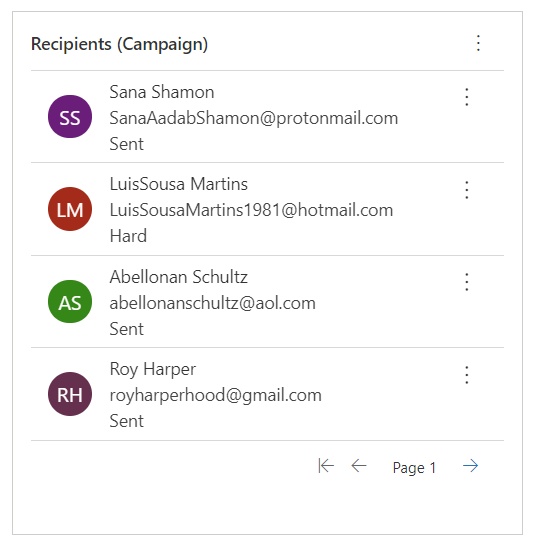 Recipients (Campaign)
SS
Sana Shamon
SanaAadabShamon@protonmail.com
Sent
LM
LuisSousa Martins
LuisSousaMartins1981@hotmail.com
Hard
AS
Abellonan Schultz
abellonanschultz@aol.com
Sent
RH
Roy Harper
royharperhood@gmail.com
Sent
Page 1